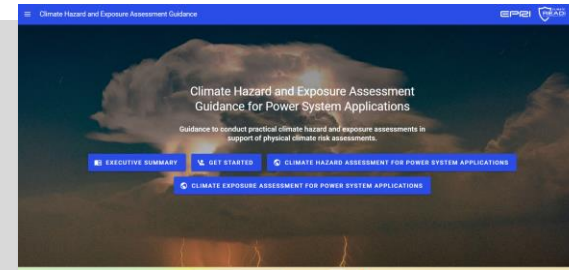 Climate Hazard and Exposure Assessment Guidance
EPRI
READi
Climate Hazard and Exposure Assessment
Guidance for Power System Applications
Guidance to conduct practical climate hazard and exposure assessments in
support of physical climate risk assessments.
EXECUTIVE SUMMARY
GET STARTED
CLIMATE HAZARD ASSESSMENT FOR POWER SYSTEM APPLICATIONS
CLIMATE EXPOSURE ASSESSMENT FOR POWER SYSTEM APPLICATIONS